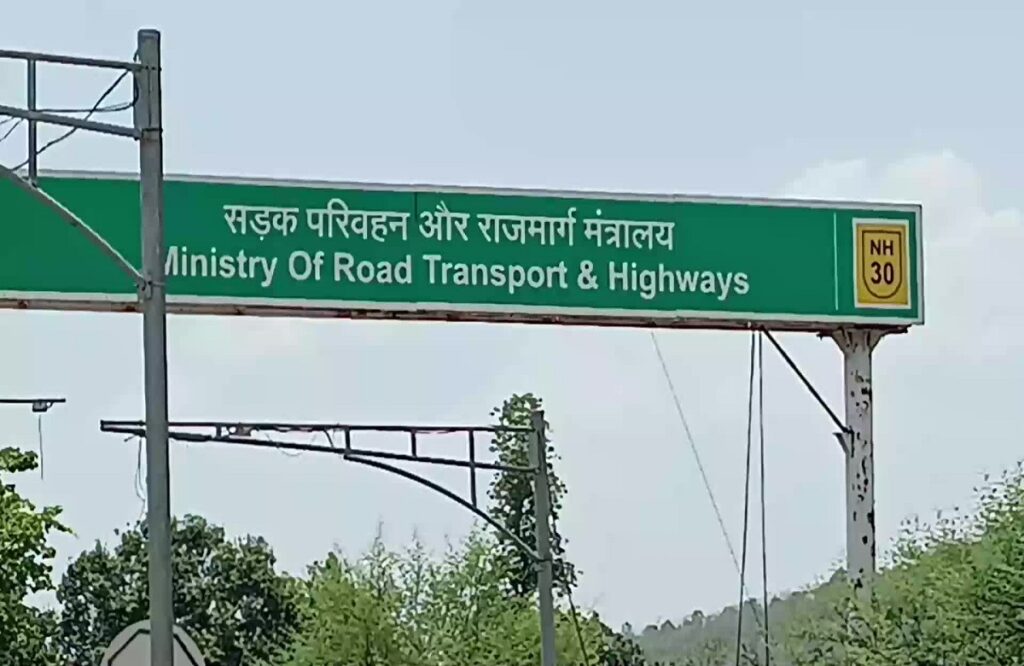 सड़क परिवहन और राजमार्ग मंत्रालय
Ministry Of Road Transport & Highways
NH
30